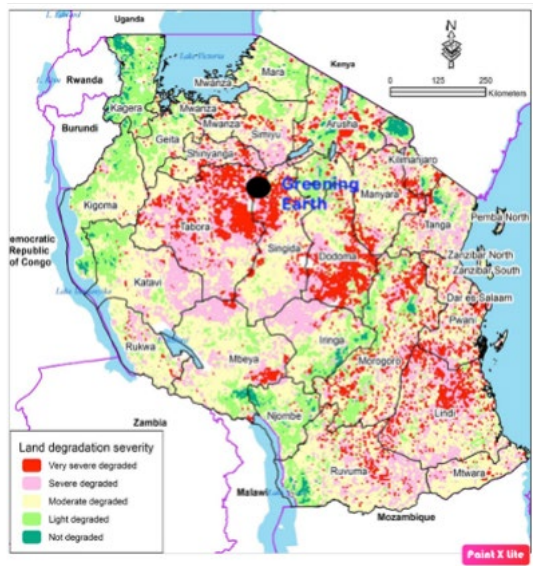 Uganda
Lake Victoria
N
Rwanda
Mwanza
Mara
Kenya
0 125 250
Kilometers
Kagera
Mwanza
Burundi
Geita
Mwanza
Simiyu
Arusha
Shinyanga
Kilimanjaro
Greening
Earth
Kigoma
Manyara
Tabora
Tanga
Pemba North
Democratic
Republic
of Congo
Singida
Dodoma
Zanzibar North
Zanzibar South
Katavi
Dar es Salaam
Pwani
Rukwa
Mbeya
Iringa
Morogoro
Lindi
Njombe
Zambia
Land degradation severity
Very severe degraded
Severe degraded
Moderate degraded
Light degraded
Not degraded
Ruvuma
Mtwara
Malawi
Mozambique
Paint X Lite